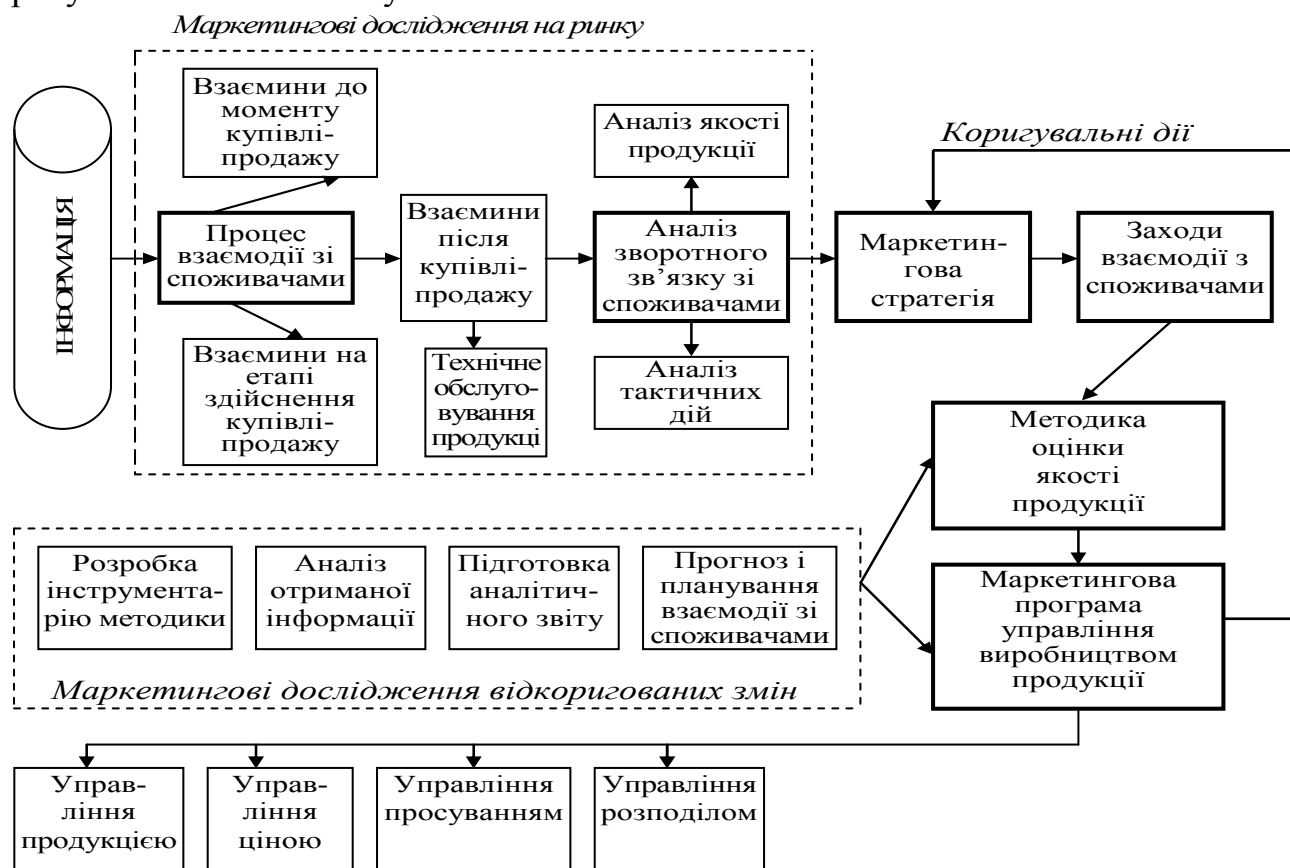 Маркетингові дослідження на ринку
ІНФОРМАЦІЯ
Взаємини до
моменту
купівлі-
продажу
Процес
взаємодії зі
споживачами
Взаємини на
етапі
здійснення
купівлі-
продажу
Взаємини
після
купівлі-
продажу
Технічне
обслуго-
вування
продукці
Аналіз якості
продукції
Аналіз
зворотного
зв’язку зі
споживачами
Аналіз
тактичних
дій
Коригувальні дії
Маркетин-
гова
стратегія
Заходи
взаємодії з
споживачами
Методика
оцінки
якості
продукції
Маркетингова
програма
управління
виробництвом
продукції
Розробка
інструмента-
рію методики
Аналіз
отриманої
інформації
Підготовка
аналітич-
ного звіту
Прогноз і
планування
взаємодії зі
споживачами
Маркетингові дослідження відкоригованих змін
Управ-
ління
продукцією
Управ-
ління
ціною
Управління
просуванням
Управління
розподілом